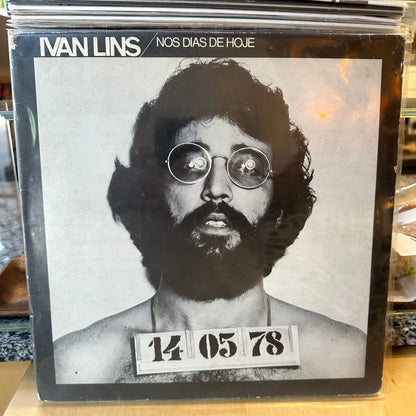 IVAN LINS / NOS DIAS DE HOJE
14 05 78